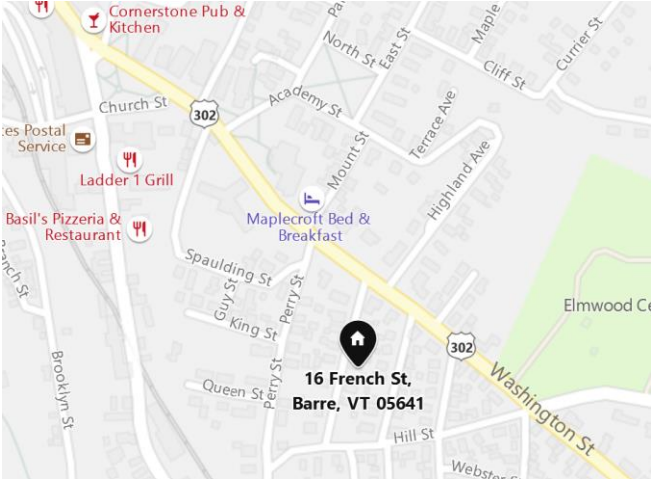 Cornerstone Pub &
Kitchen
Pa
North St
East St
Maple
Cliff St
Currier St
Church St
302
Academy St
Terrace Ave
tes Postal
Service
Ladder 1 Grill
Mount St
Highland Ave
Maplecroft Bed &
Breakfast
Basil's Pizzeria &
Restaurant
Branch St
Spaulding St
Guy St
Perry St
King St
Elmwood Ce
302
16 French St,
Barre, VT 05641
Washington St
Brooklyn St
Queen St
Perry St
Hill St
Webster